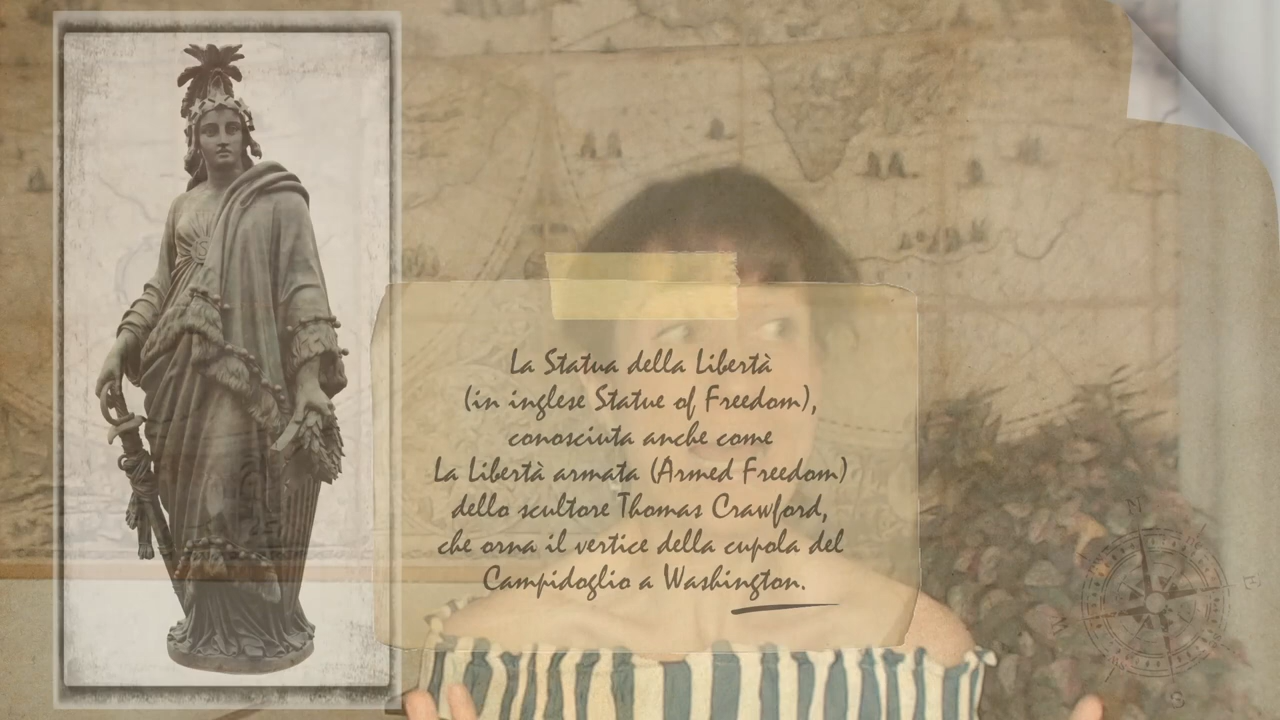 La Statua della Libertà
(in inglese Statue of Freedom),
conosciuta anche come
La Libertà armata (Armed Freedom)
dello scultore Thomas Crawford,
che orna il vertice della cupola del
Campidoglio a Washington.
N
E
S